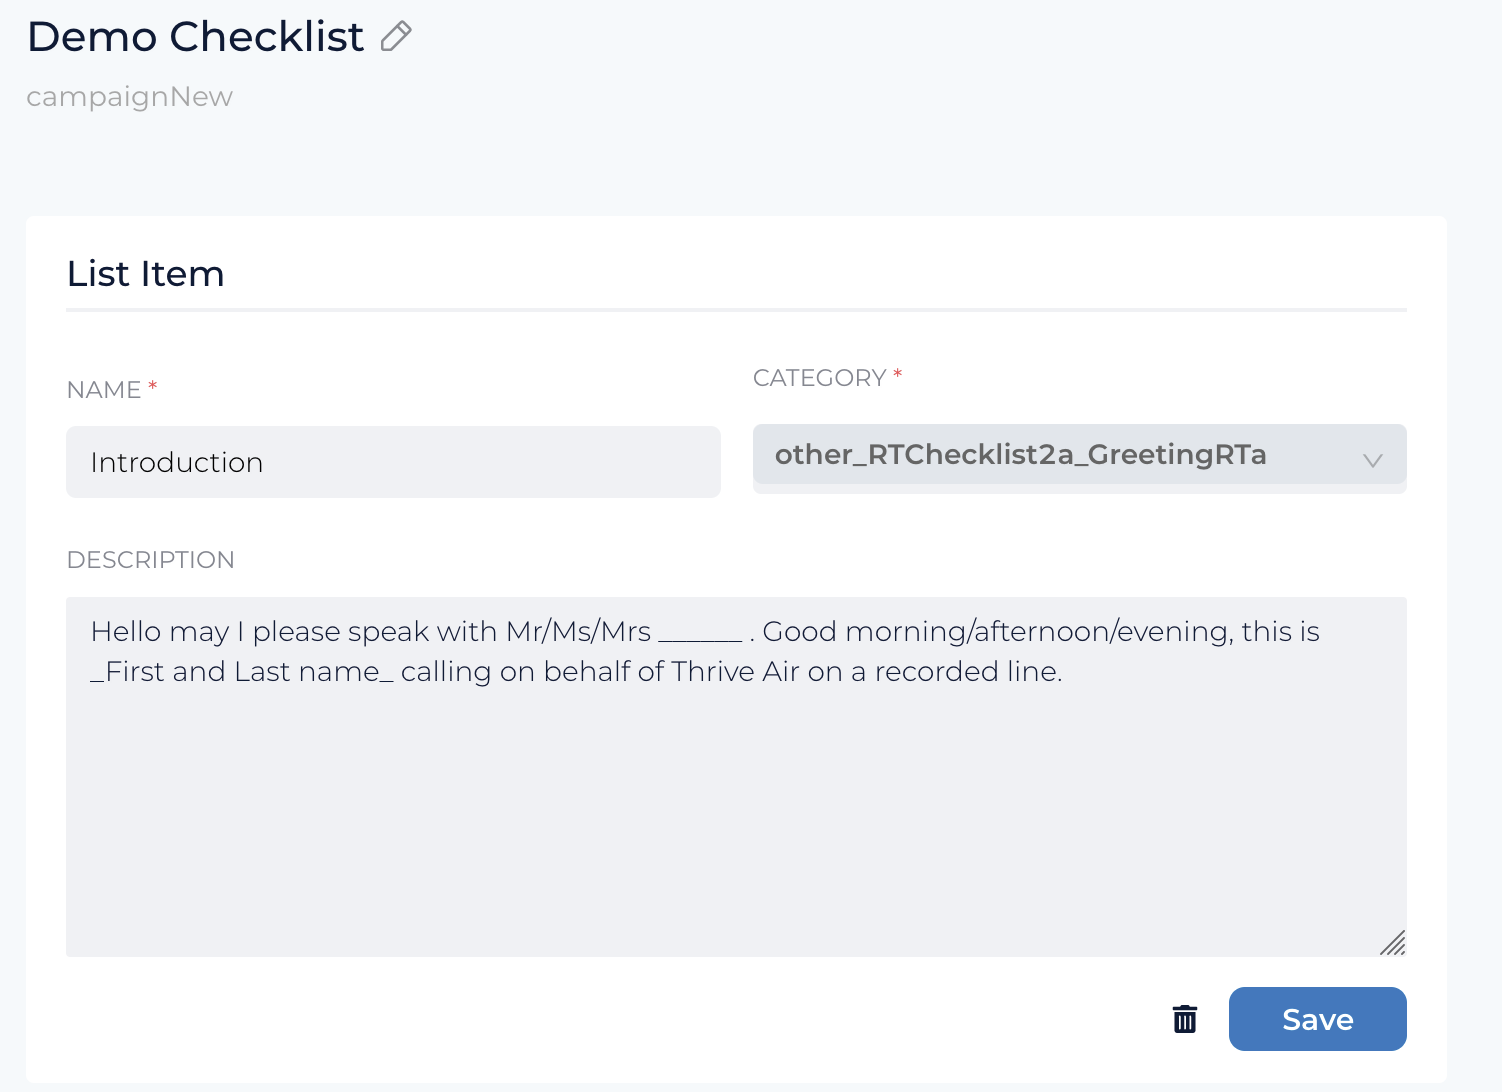 Demo Checklist
campaignNew
List Item
NAME *
CATEGORY *
Introduction
other_RTChecklist2a_GreetingRTa
DESCRIPTION
Hello may I please speak with Mr/Ms/Mrs ______ . Good morning/afternoon/evening, this is
_First and Last name_ calling on behalf of Thrive Air on a recorded line.
Save